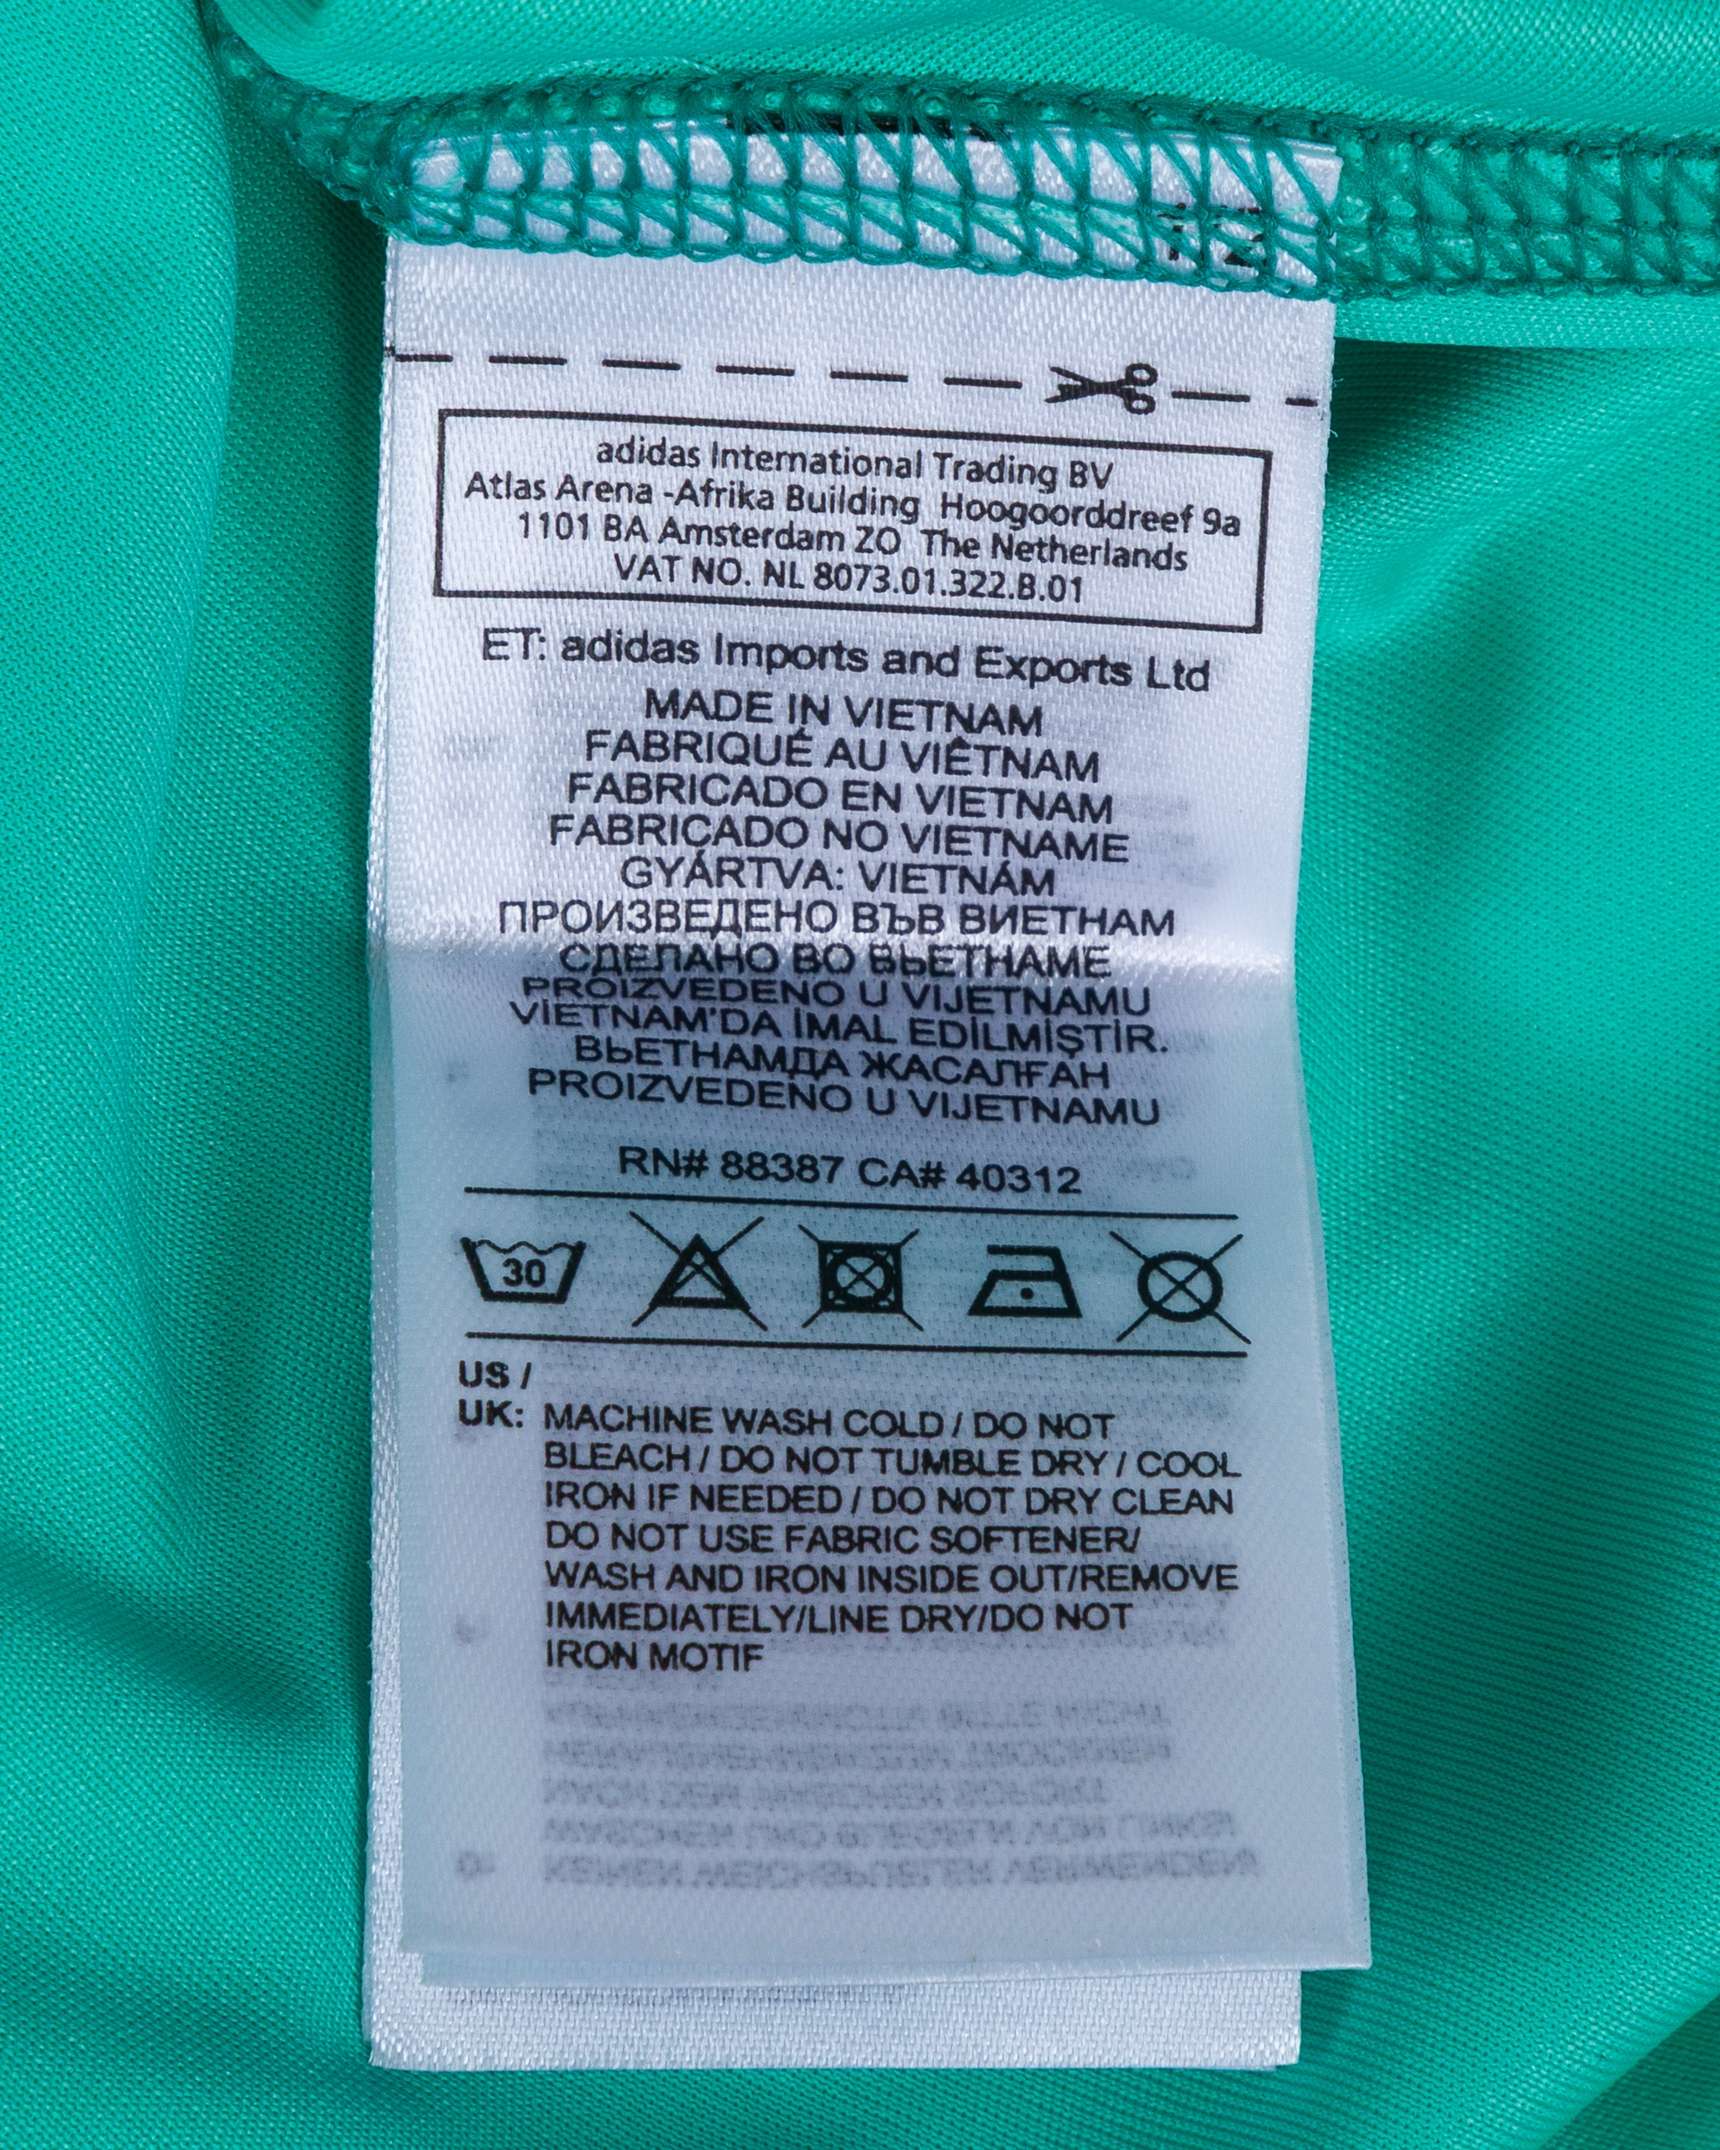 adidas International Trading BV
Atlas Arena -Afrika Building Hoogoorddreef 9a
1101 BA Amsterdam ZO The Netherlands
VAT NO. NL 8073.01.322.B.01
ET: adidas Imports and Exports Ltd
MADE IN VIETNAM
FABRIQUÉ AU VIÊTNAM
FABRICADO EN VIETNAM
FABRICADO NO VIETNAME
GYÁRTVA: VIETNÁM
ПРОИЗВЕДЕНО ВЪВ ВИЕТНАМ
СДЕЛАНО ВО ВЬЕТНАМЕ
PROIZVEDENO U VIJETNAMU
VİETNAM'DA İMAL EDİLMİŞTİR.
ВЬЕТНАМДА ЖАСАЛҒАН
PROIZVEDENO U VIJETNAMU
RN# 88387 CA# 40312
30
US /
UK: MACHINE WASH COLD / DO NOT
BLEACH / DO NOT TUMBLE DRY / COOL
IRON IF NEEDED / DO NOT DRY CLEAN
DO NOT USE FABRIC SOFTENER/
WASH AND IRON INSIDE OUT/REMOVE
IMMEDIATELY/LINE DRY/DO NOT
IRON MOTIF